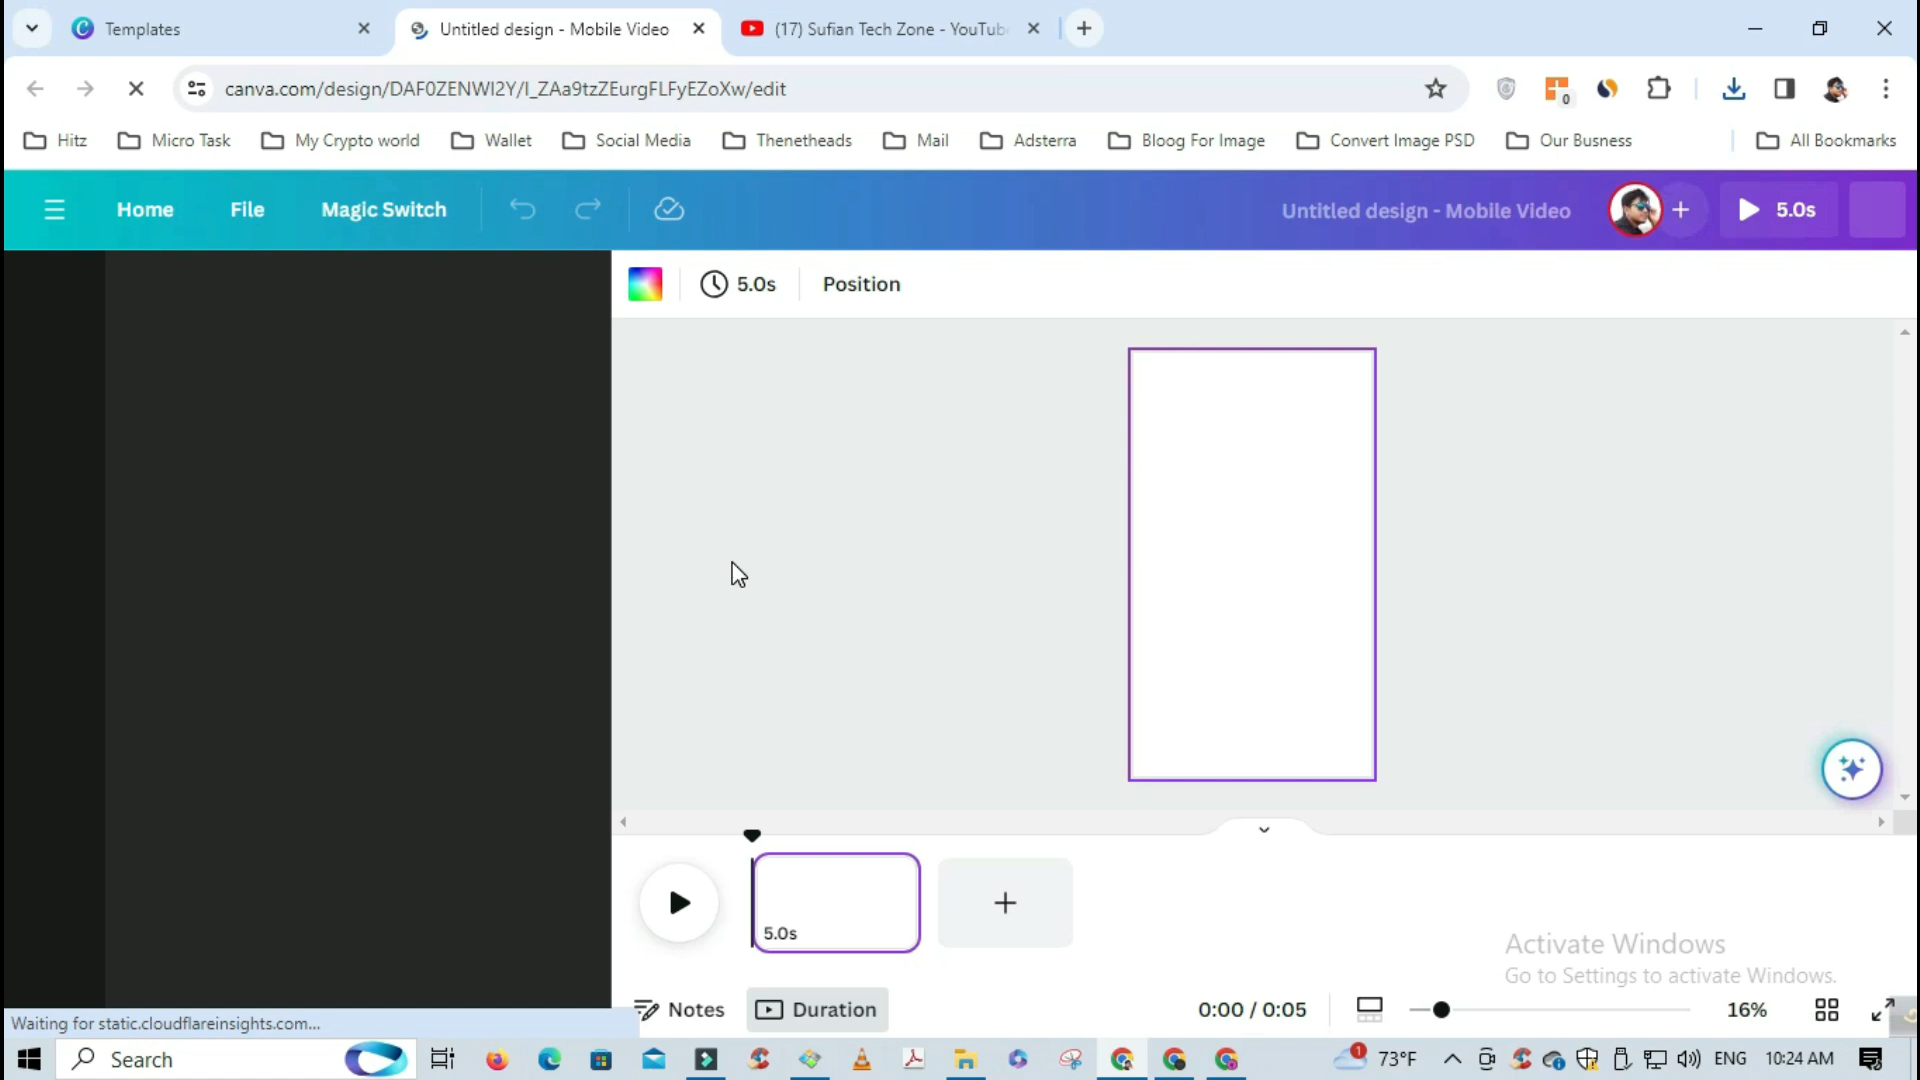 Templates
Untitled design - Mobile Video
(17) Sufian Tech Zone - YouTub
canva.com/design/DAF0ZENWI2Y/I_ZAa9tzZEurgFLFyEZoXw/edit
0
Hitz
Micro Task
My Crypto world
Wallet
Social Media
Thenetheads
Mail
Adsterra
Bloog For Image
Convert Image PSD
Our Busness
All Bookmarks
Home
File
Magic Switch
Untitled design - Mobile Video
5.0s
5.0s
Position
5.0s
Activate Windows
Go to Settings to activate Windows.
Notes
Duration
0:00 / 0:05
16%
Waiting for static.cloudflareinsights.com...
Search
1
73°F
ENG
10:24 AM